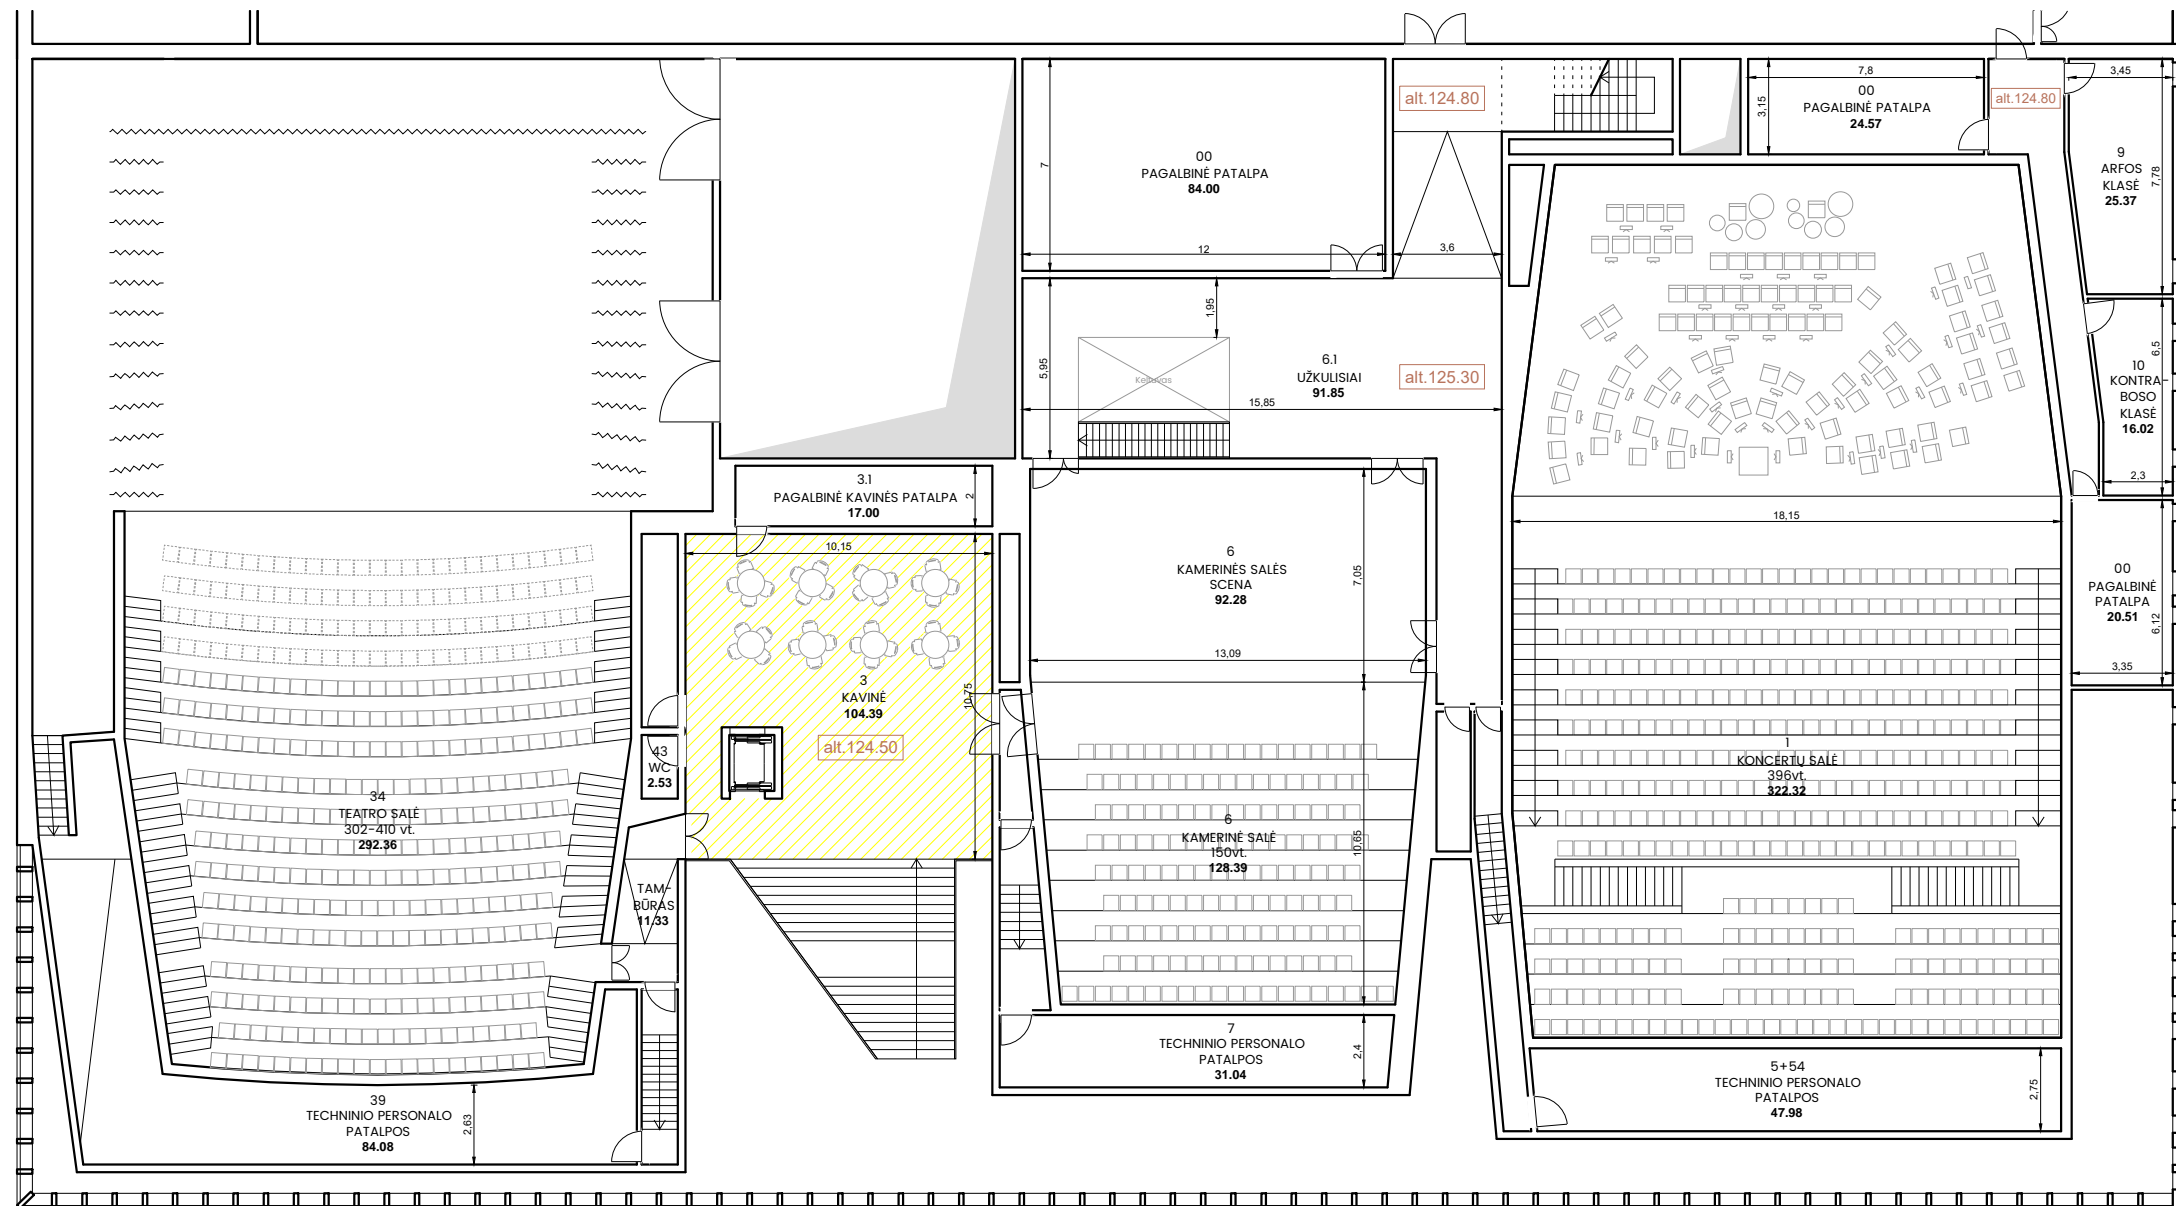 alt.124.80
7,8
00
PAGALBINĖ PATALPA
24.57
3,15
alt.124.80
3,45
9
ARFOS
KLASĖ
25.37
7,78
00
PAGALBINĖ PATALPA
84.00
7
12
3,6
1,95
5,95
Keltuvas
6.1
UŽKULISIAI
91.85
alt.125.30
15,85
10
KONTRA-
BOSO
KLASĖ
16.02
6,5
2,3
3.1
PAGALBINĖ KAVINĖS PATALPA
17.00
2
10,15
18,15
6
KAMERINĖS SALĖS
SCENA
92.28
7,05
13,09
00
PAGALBINĖ
PATALPA
20.51
6,12
3,35
3
KAVINĖ
104.39
10,75
alt.124.50
43
WC
2.53
34
TEATRO SALĖ
302-410 vt.
292.36
1
KONCERTŲ SALĖ
396vt.
322.32
6
KAMERINĖ SALĖ
150vt.
128.39
10,65
TAM-
BŪRAS
11.33
7
TECHNINIO PERSONALO
PATALPOS
31.04
2,4
5+54
TECHNINIO PERSONALO
PATALPOS
47.98
2,75
39
TECHNINIO PERSONALO
PATALPOS
84.08
2,63